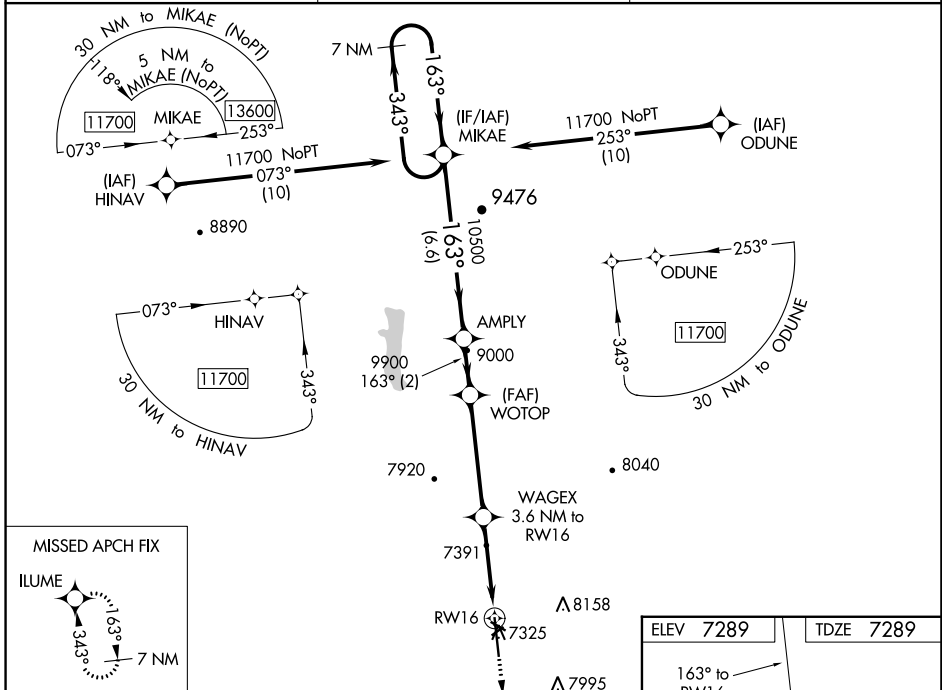 30 NM to MIKAE (NoPT)
118°
5 NM to
MIKAE (NoPT)
11700
MIKAE
13600
073°
253°
7 NM
163°
343°
(IF/IAF)
MIKAE
11700 NoPT
253°
(10)
(IAF)
ODUNE
(IAF)
HINAV
11700 NoPT
073°
(10)
8890
9476
10500
163°
(6.6)
073°
HINAV
11700
343°
30 NM to HINAV
253°
ODUNE
11700
343°
30 NM to ODUNE
AMPLY
9000
9900
163° (2)
(FAF)
WOTOP
7920
8040
WAGEX
3.6 NM to
RW16
7391
MISSED APCH FIX
ILUME
163°
343°
7 NM
RW16
7325
8158
7995
ELEV 7289
TDZE 7289
163° to
RW16